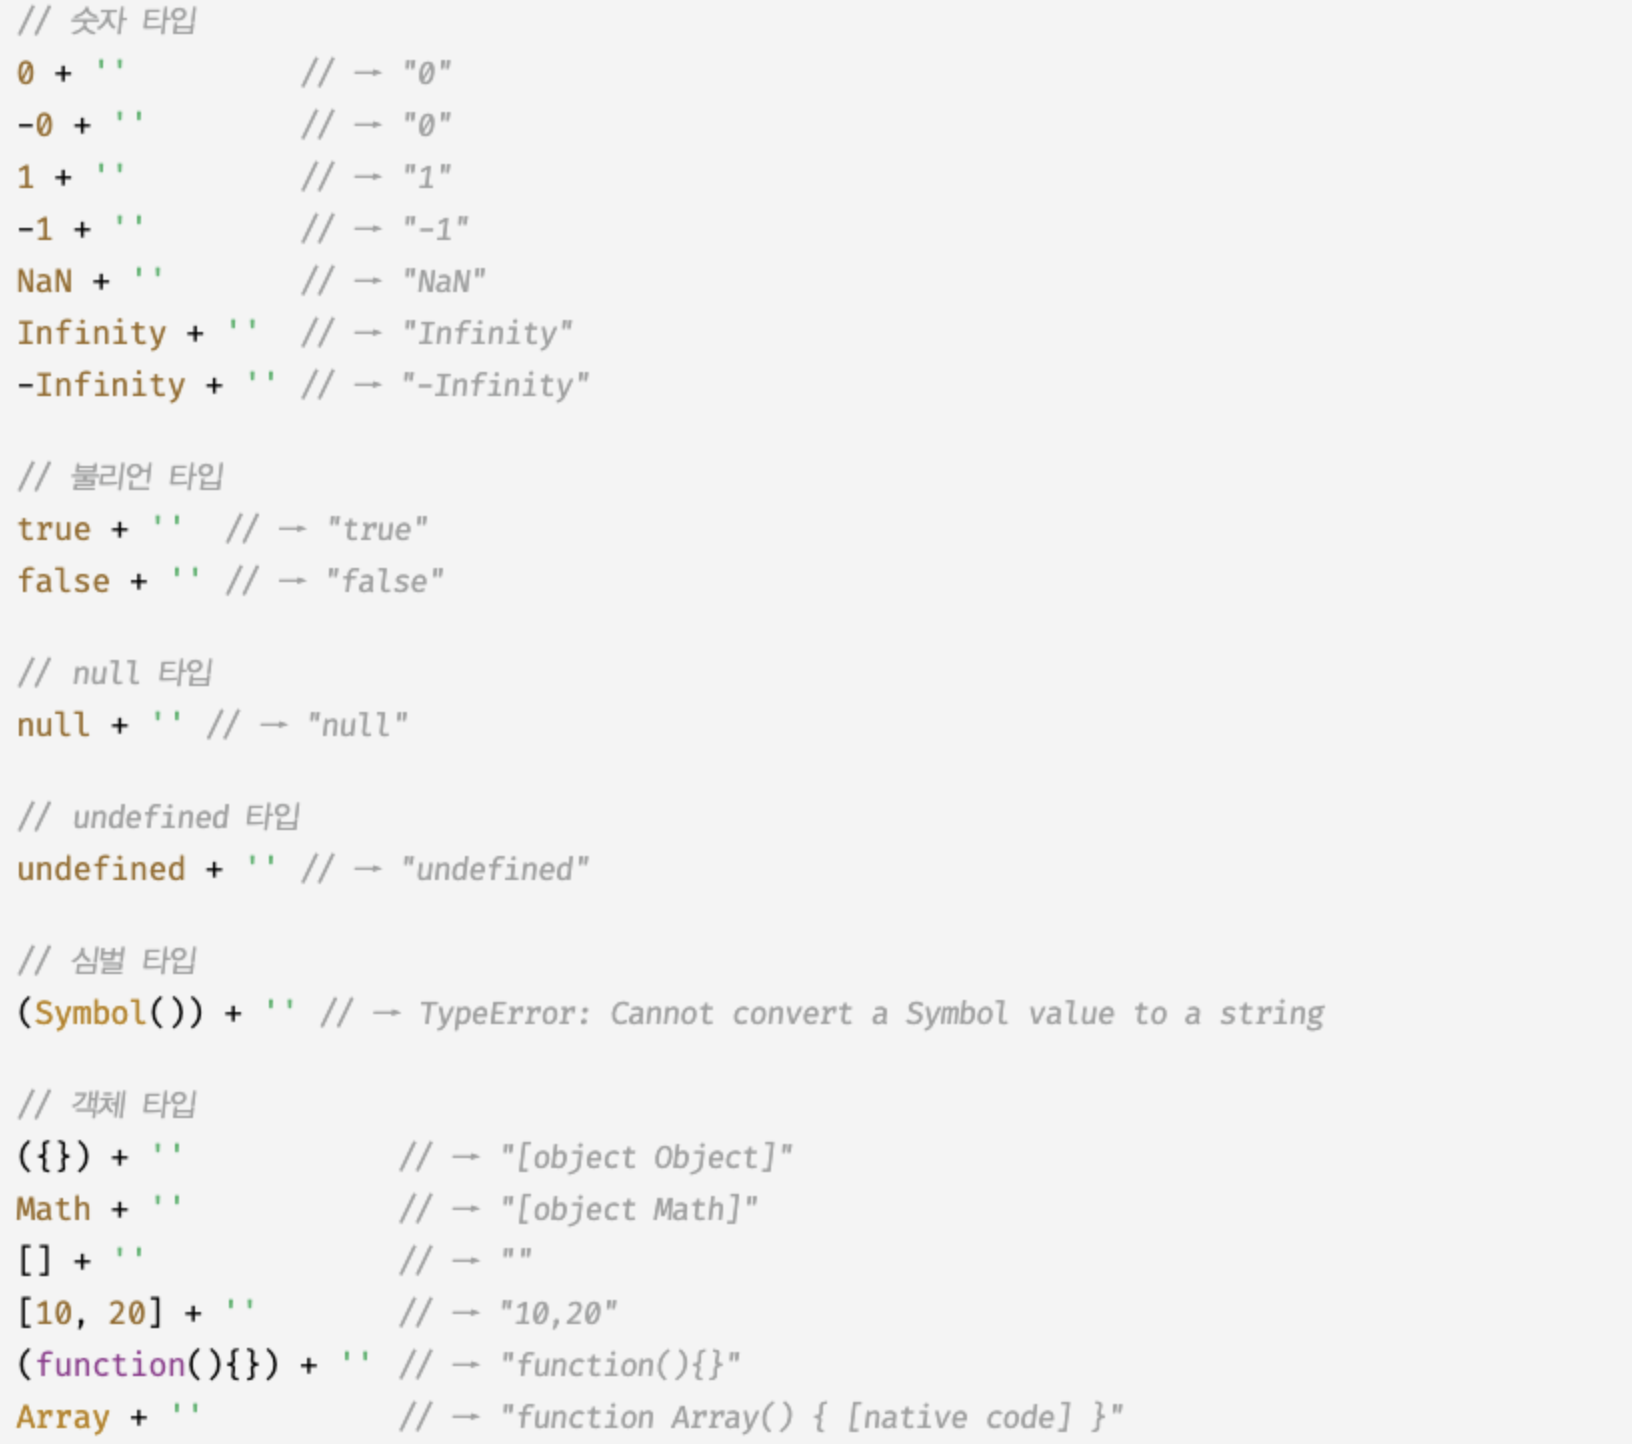 // 숫자 타입
0 + ''         // → "0"
-0 + ''        // → "0"
1 + ''         // → "1"
-1 + ''        // → "-1"
NaN + ''       // → "NaN"
Infinity + ''  // → "Infinity"
-Infinity + '' // → "-Infinity"

// 불리언 타입
true + ''  // → "true"
false + '' // → "false"

// null 타입
null + '' // → "null"

// undefined 타입
undefined + '' // → "undefined"

// 심벌 타입
(Symbol()) + '' // → TypeError: Cannot convert a Symbol value to a string

// 객체 타입
({}) + ''           // → "[object Object]"
Math + ''           // → "[object Math]"
[] + ''             // → ""
[10, 20] + ''       // → "10,20"
(function(){}) + '' // → "function(){}"
Array + ''          // → "function Array() { [native code] }"